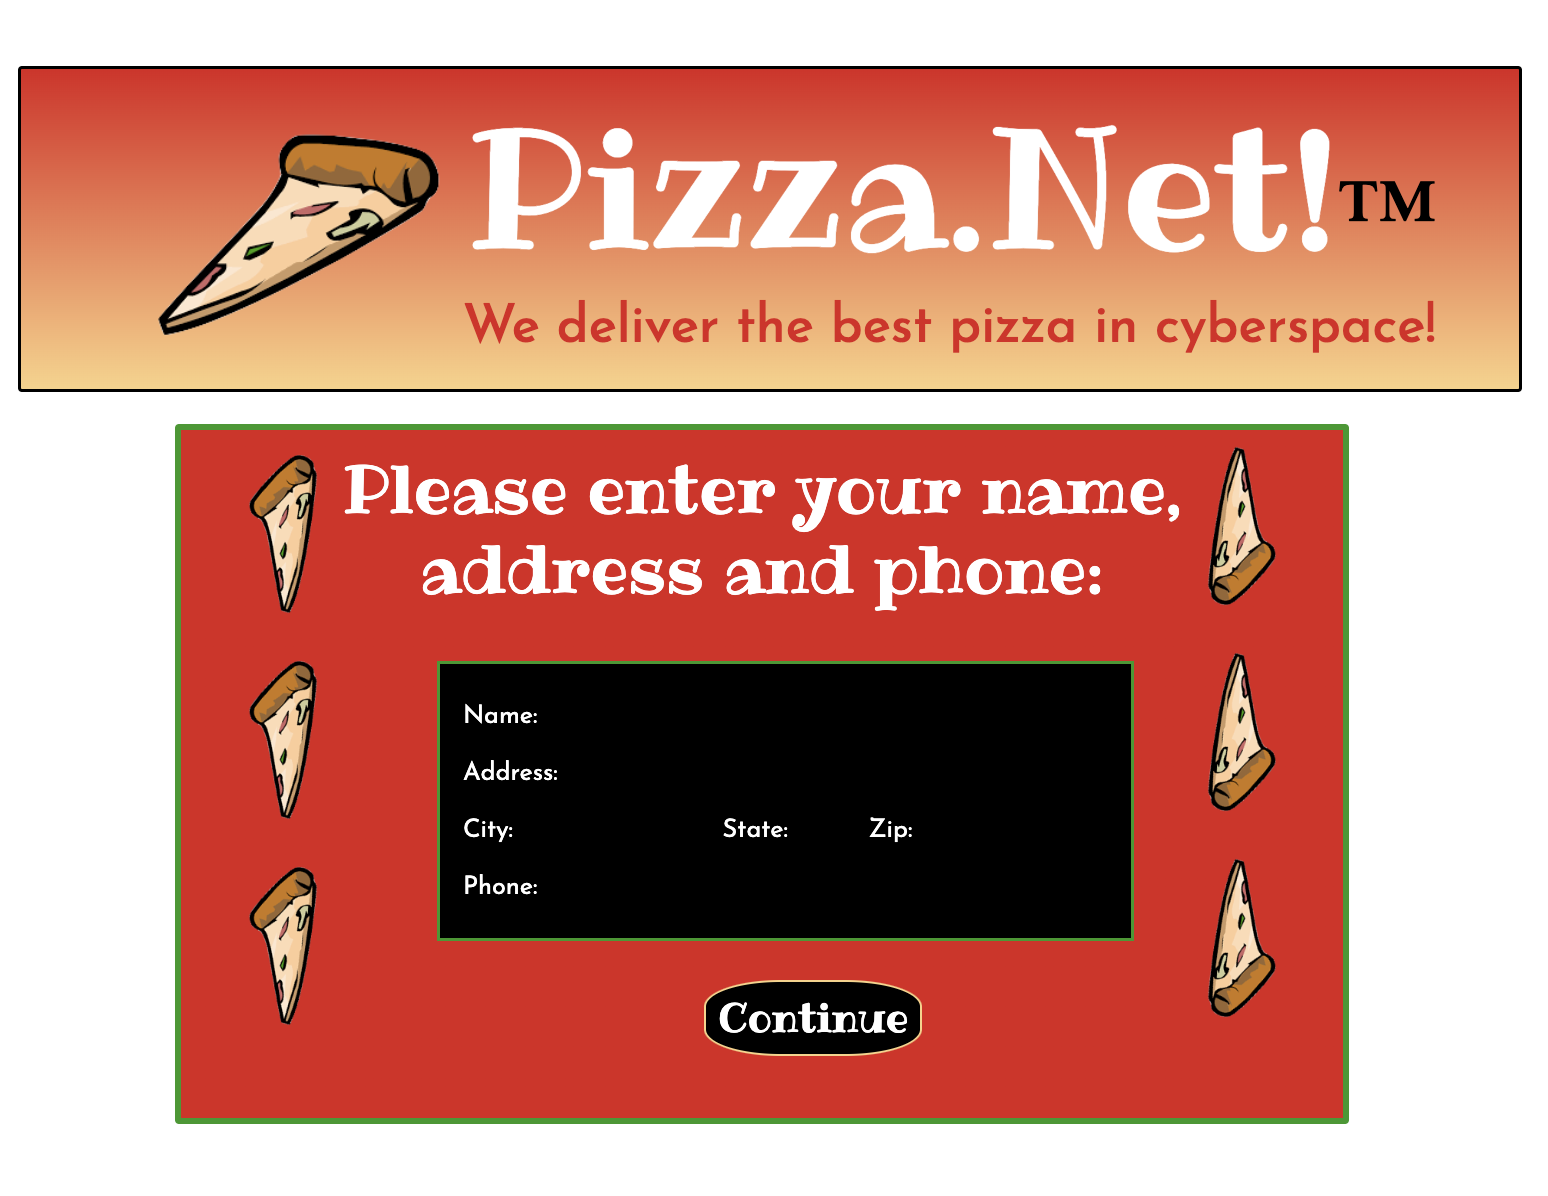 Pizza.Net!™
We deliver the best pizza in cyberspace!
Please enter your name,
address and phone:
Name:
Address:
City: State: Zip:
Phone:
Continue